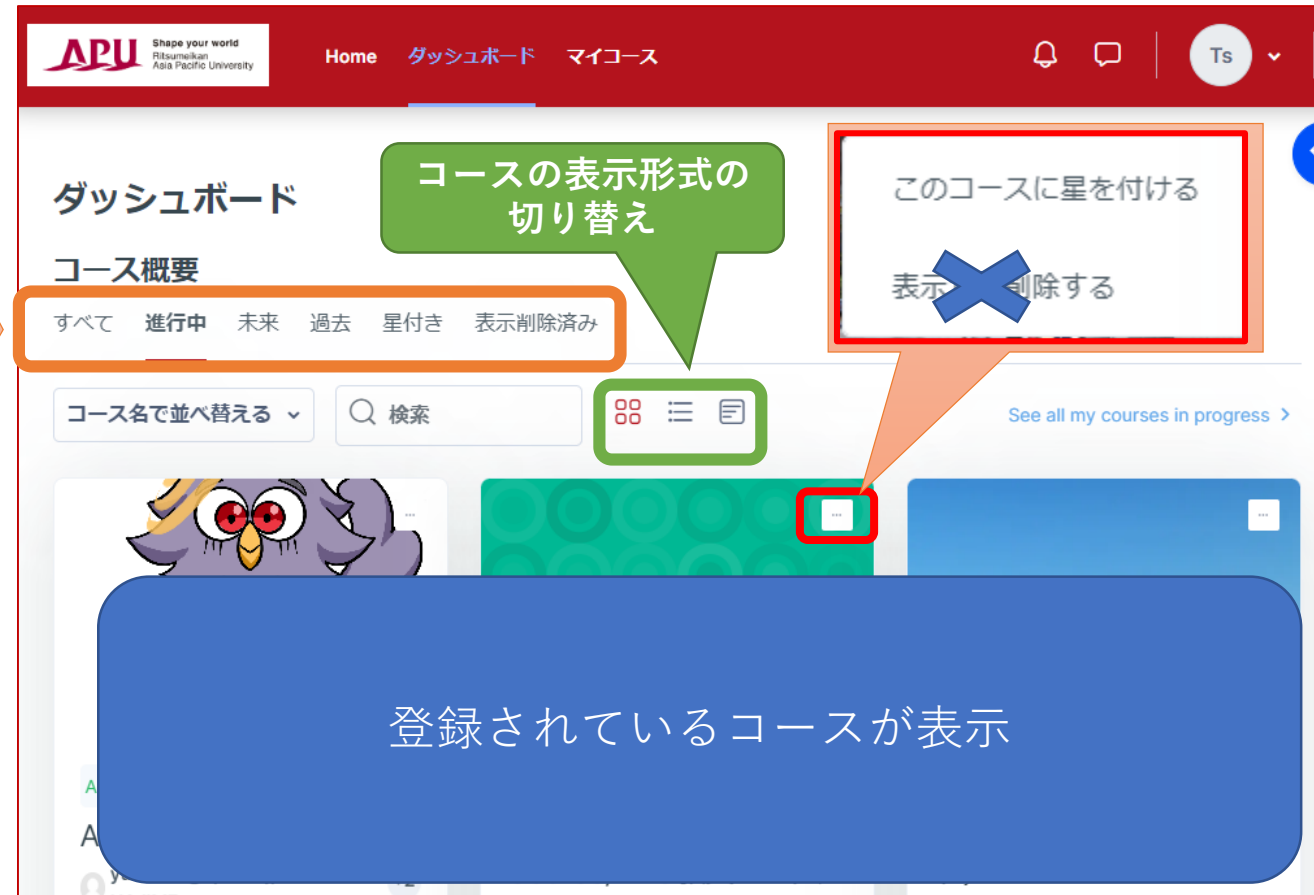 APU
Shape your world
Ritsumeikan
Asia Pacific University
Home ダッシュボード マイコース
Ts
ダッシュボード
コースの表示形式の
切り替え
このコースに星を付ける
表示 削除する
コース概要
すべて 進行中 未来 過去 星付き 表示削除済み
コース名で並べ替える
検索
See all my courses in progress
登録されているコースが表示
A
A